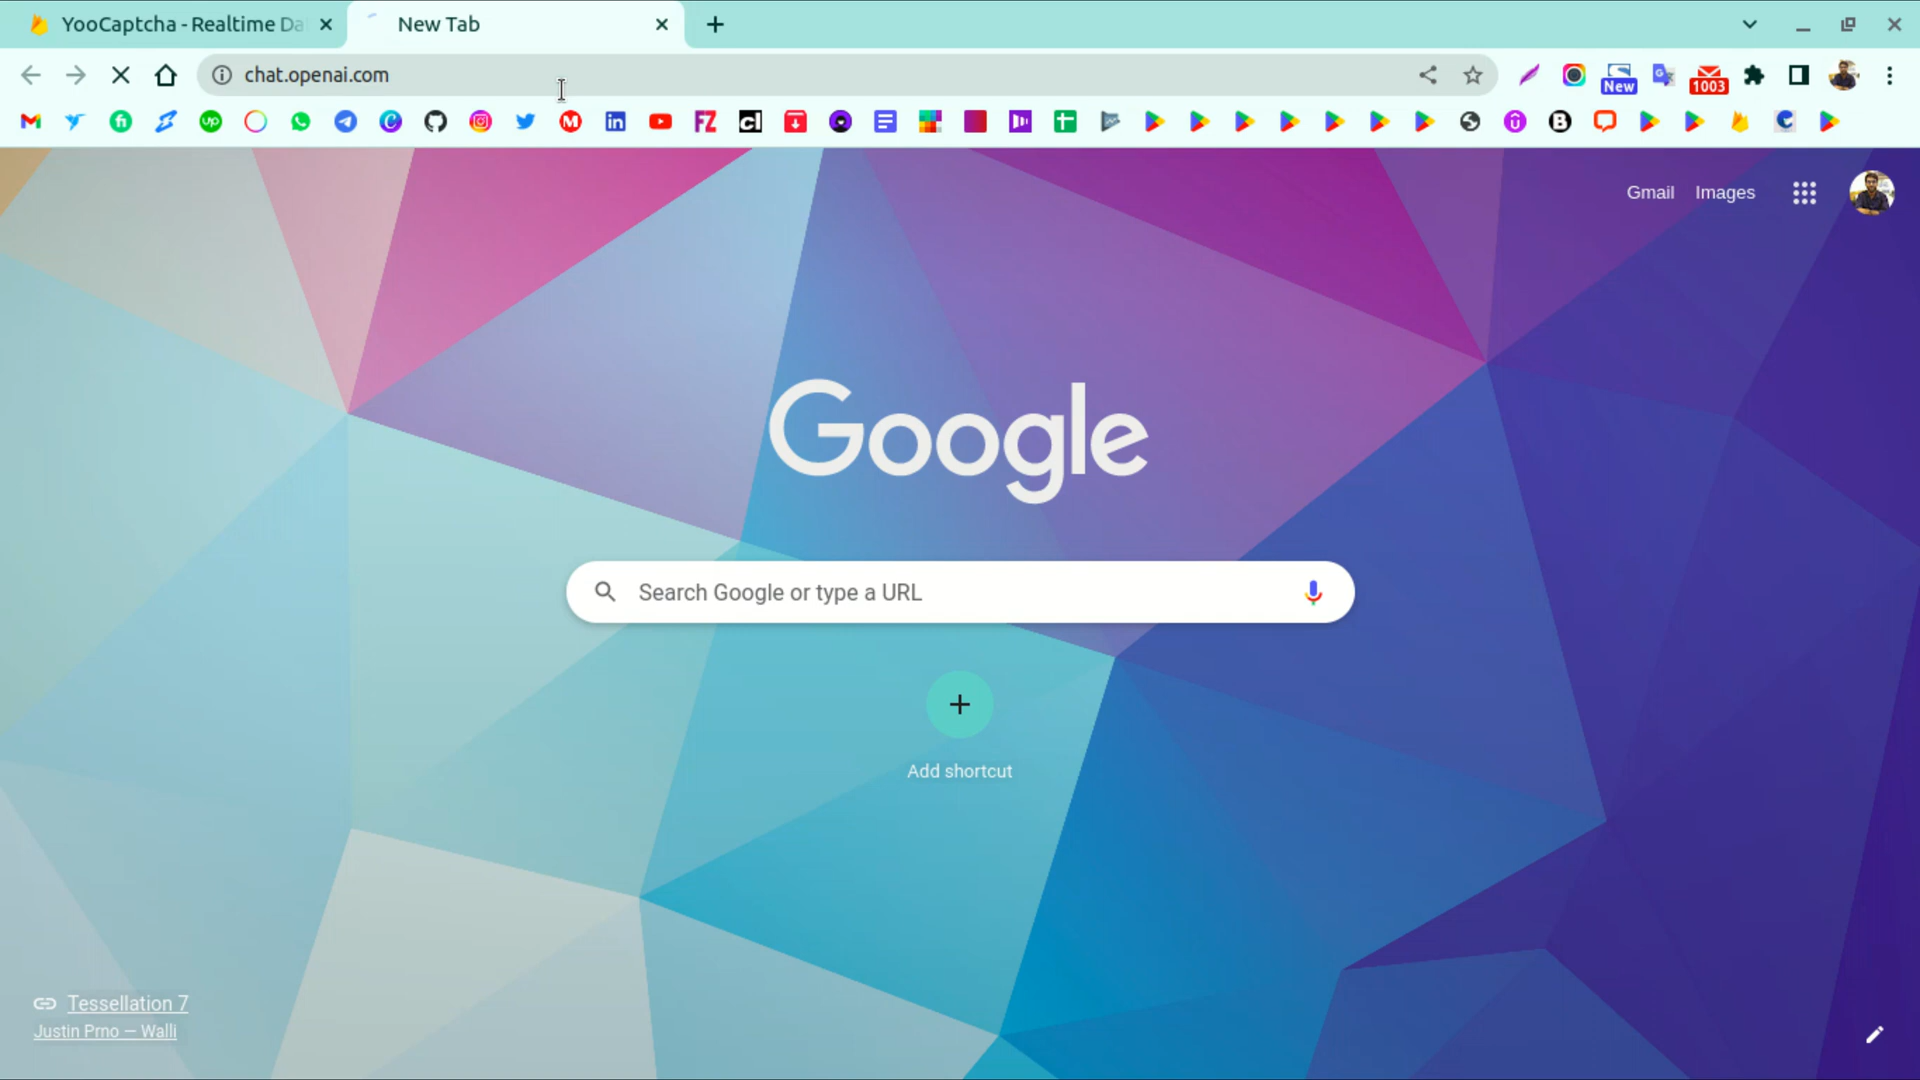 YooCaptcha - Realtime Da
New Tab
chat.openai.com
New
1003
Gmail Images
Google
Search Google or type a URL
Add shortcut
Tessellation 7
Justin Prno — Walli